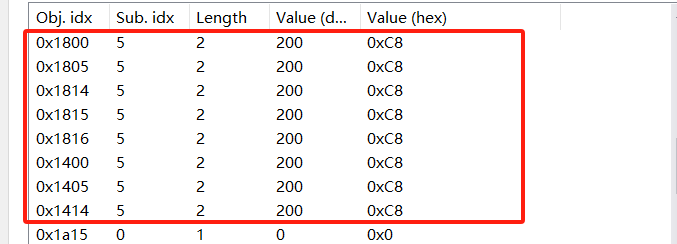 Obj. idx Sub. idx Length Value (d... Value (hex)
0x1800 5 2 200 0xC8
0x1805 5 2 200 0xC8
0x1814 5 2 200 0xC8
0x1815 5 2 200 0xC8
0x1816 5 2 200 0xC8
0x1400 5 2 200 0xC8
0x1405 5 2 200 0xC8
0x1414 5 2 200 0xC8
0x1a15 0 1 0 0x0